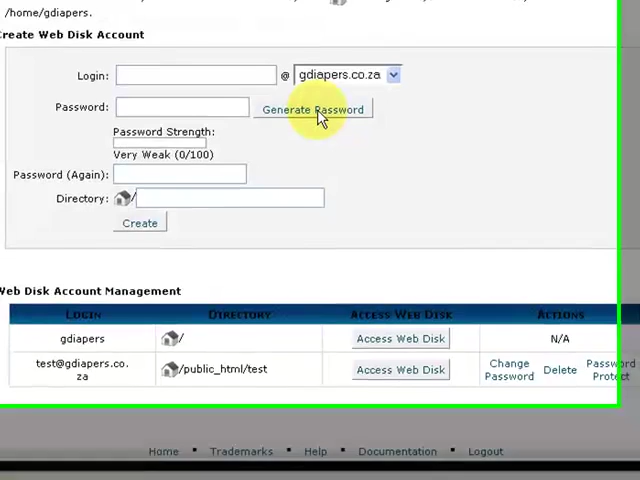 /home/gdiapers.
Create Web Disk Account
Login: @ gdiapers.co.za
Password: Generate Password
Password Strength:
Very Weak (0/100)
Password (Again):
Directory: /
Create
Web Disk Account Management
Login Directory Access Web Disk Actions
gdiapers / Access Web Disk N/A
test@gdiapers.co.
za
/public_html/test Access Web Disk
Change
Password
Delete
Password
Protect
Home ▪ Trademarks ▪ Help ▪ Documentation ▪ Logout